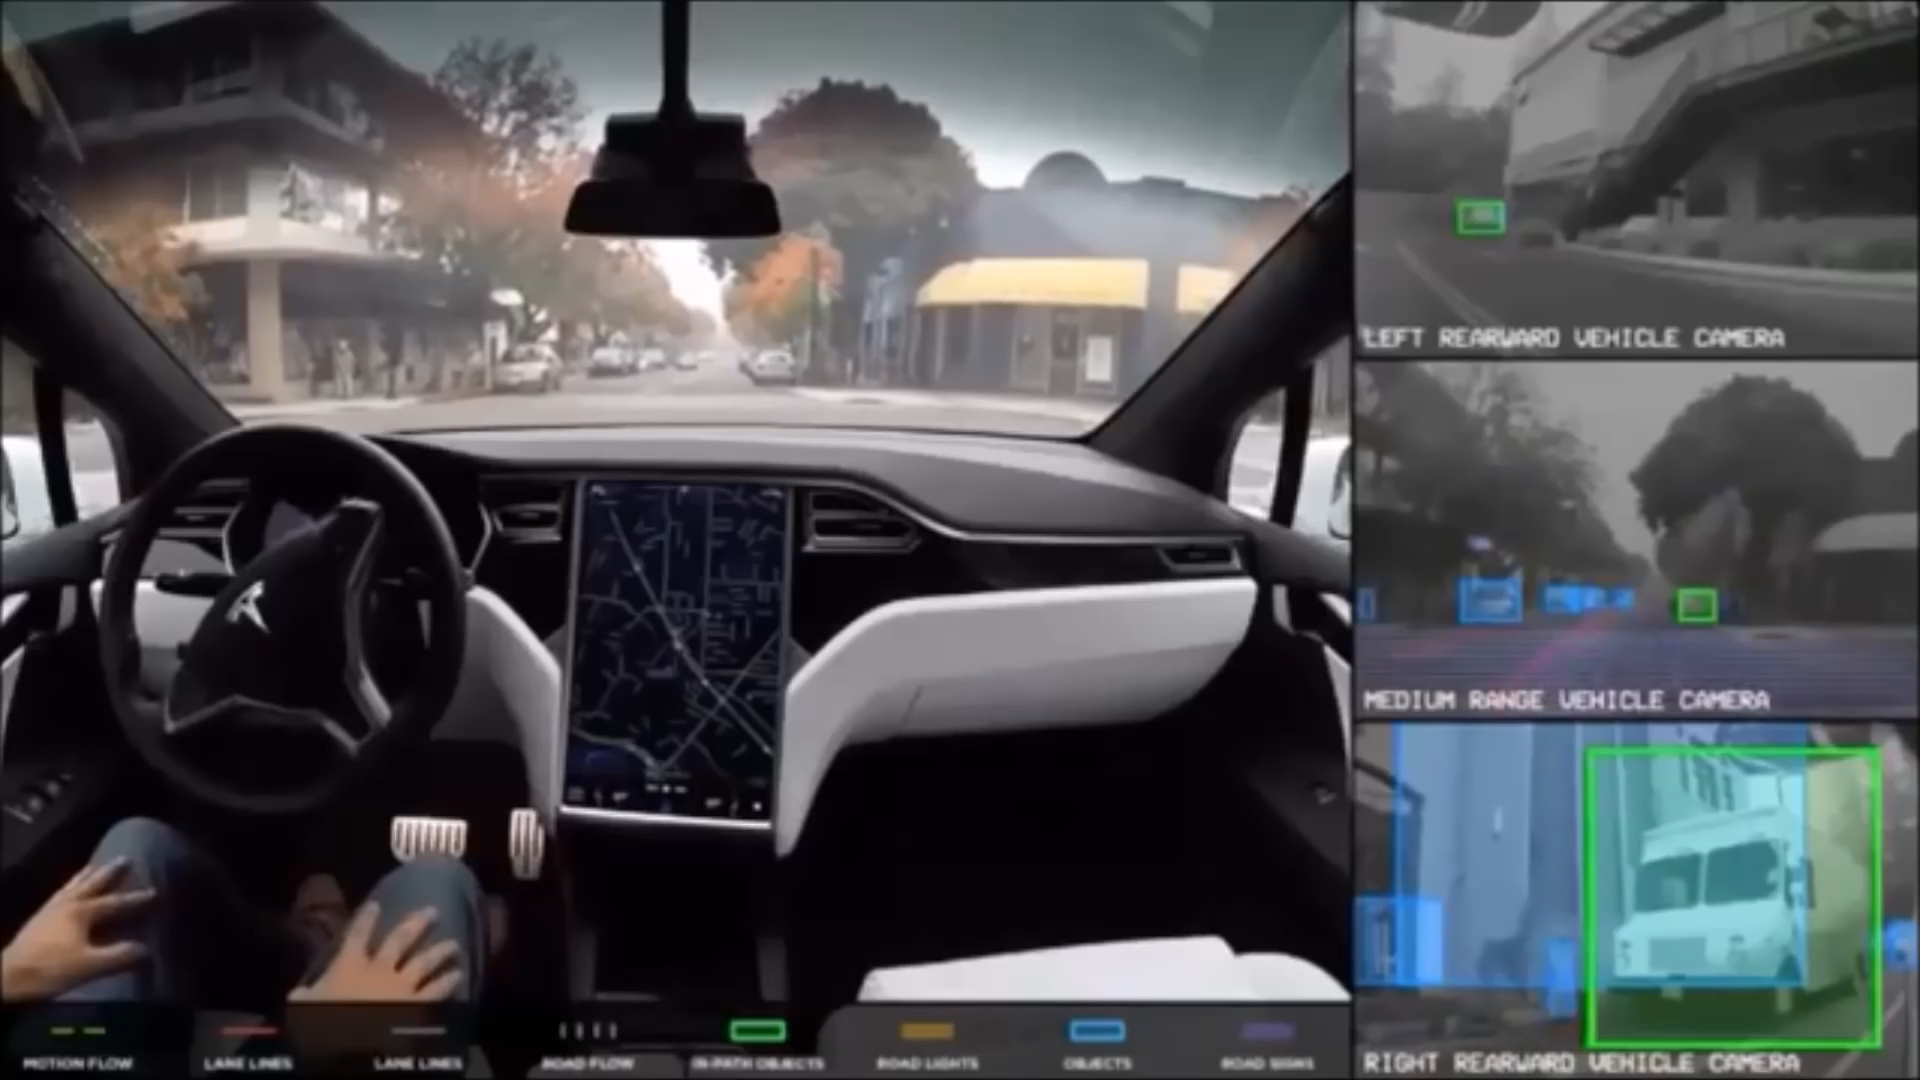 LEFT REARWARD VEHICLE CAMERA
MEDIUM RANGE VEHICLE CAMERA
RIGHT REARWARD VEHICLE CAMERA
MOTION FLOW
LANE LINES
LANE LINES
ROAD FLOW
IN-PATH OBJECTS
ROAD LIGHTS
OBJECTS
ROAD SIGNS